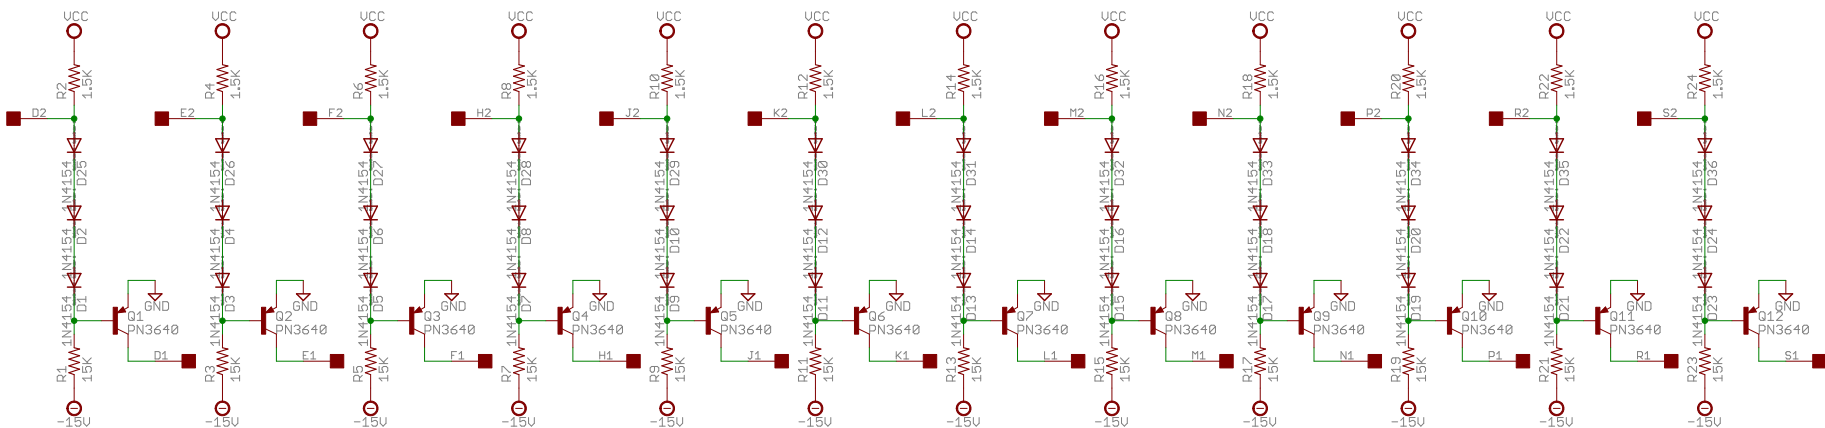 VCC VCC VCC VCC VCC VCC VCC VCC VCC VCC VCC VCC
R2 1.5K R4 1.5K R6 1.5K R8 1.5K R10 1.5K R12 1.5K R14 1.5K R16 1.5K R18 1.5K R20 1.5K R22 1.5K R24 1.5K
D2 E2 F2 H2 J2 K2 L2 M2 N2 P2 R2 S2
1N4154 D25 1N4154 D26 1N4154 D27 1N4154 D28 1N4154 D29 1N4154 D30 1N4154 D31 1N4154 D32 1N4154 D33 1N4154 D34 1N4154 D35 1N4154 D36
1N4154 D2 1N4154 D4 1N4154 D6 1N4154 D8 1N4154 D10 1N4154 D12 1N4154 D14 1N4154 D16 1N4154 D18 1N4154 D20 1N4154 D22 1N4154 D24
1N4154 D1 1N4154 D3 1N4154 D5 1N4154 D7 1N4154 D9 1N4154 D11 1N4154 D13 1N4154 D15 1N4154 D17 1N4154 D19 1N4154 D21 1N4154 D23
GND GND GND GND GND GND GND GND GND GND GND GND
Q1 Q2 Q3 Q4 Q5 Q6 Q7 Q8 Q9 Q10 Q11 Q12
PN3640 PN3640 PN3640 PN3640 PN3640 PN3640 PN3640 PN3640 PN3640 PN3640 PN3640 PN3640
D1 E1 F1 H1 J1 K1 L1 M1 N1 P1 R1 S1
R1 15K R3 15K R5 15K R7 15K R9 15K R11 15K R13 15K R15 15K R17 15K R19 15K R21 15K R23 15K
-15V -15V -15V -15V -15V -15V -15V -15V -15V -15V -15V -15V